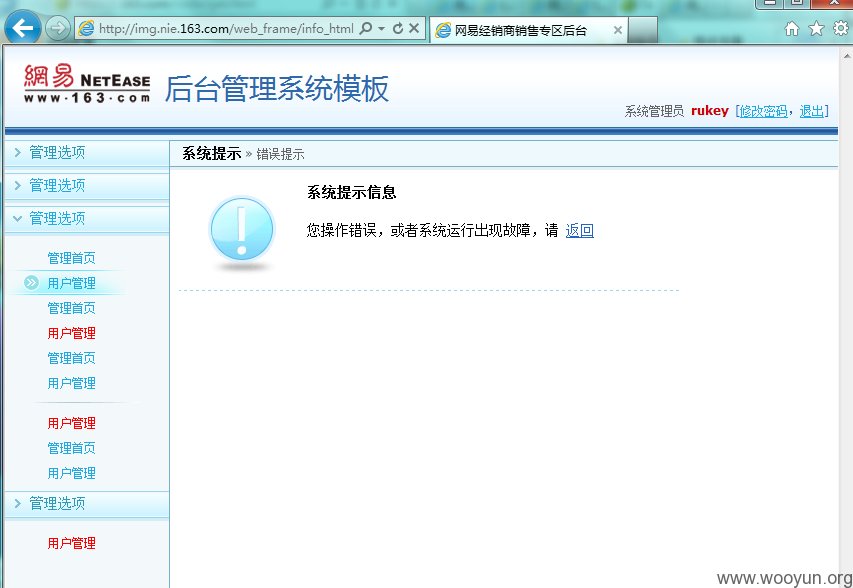 http://img.nie.163.com/web_frame/info_html
网易经销商销售专区后台
網易 NETEASE
www.163.com
后台管理系统模板
系统管理员 rukey [修改密码，退出]
管理选项
管理选项
管理选项
管理首页
用户管理
管理首页
用户管理
管理首页
用户管理
用户管理
管理首页
用户管理
管理选项
用户管理
系统提示 » 错误提示
系统提示信息
您操作错误，或者系统运行出现故障，请 返回
www.wooyun.org